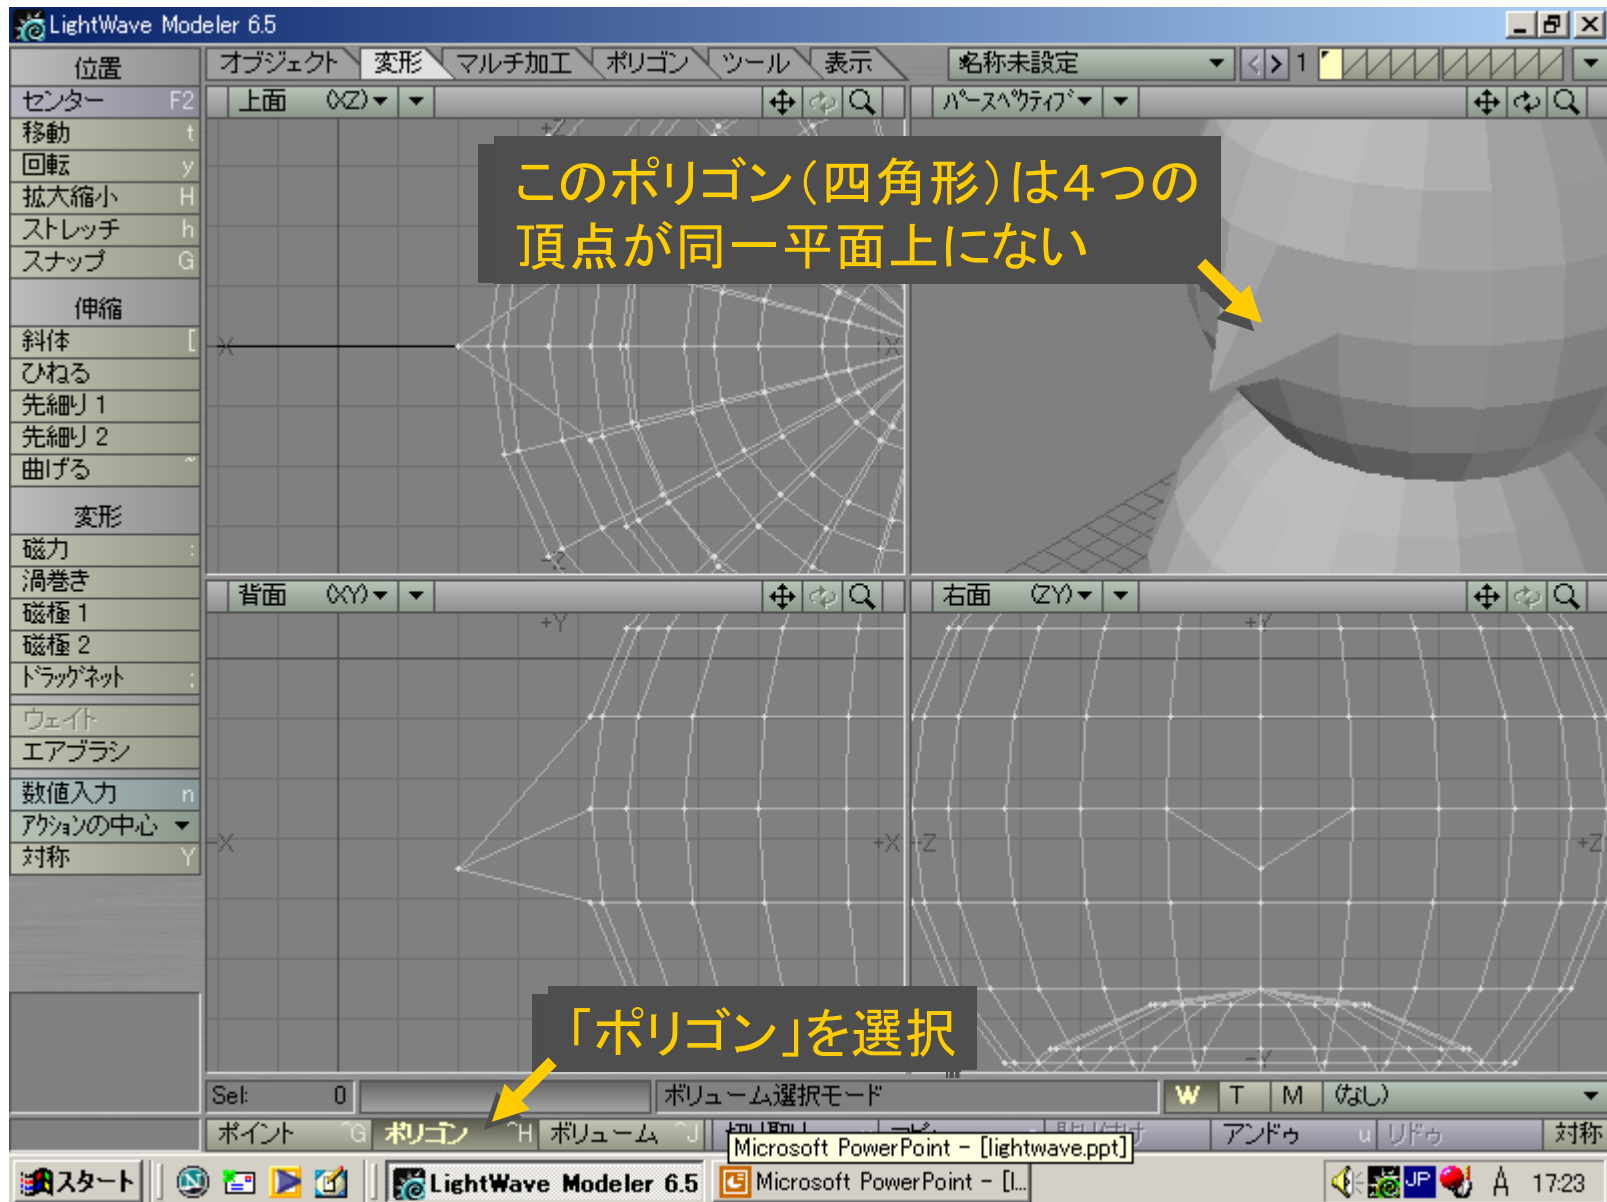 LightWave Modeler 6.5
位置 オブジェクト 変形 マルチ加工 ポリゴン ツール 表示 名称未設定 1
センター F2
上面 (XZ)
パースペクティブ
移動 t
回転 y
拡大縮小 H
ストレッチ h
スナップ G
このポリゴン（四角形）は４つの
頂点が同一平面上にない
伸縮
斜体 [
ひねる
先細り 1
先細り 2
曲げる ~
変形
磁力 :
渦巻き
磁極 1
磁極 2
ドラッグネット ;
ウェイト
エアブラシ
数値入力 n
アクションの中心
対称 Y
+Z
-X
+X
-Z
背面 (XY)
右面 (ZY)
+Y
+Y
-X
+X
-Z
+Z
-Y
「ポリゴン」を選択
Sel: 0 ボリューム選択モード W T M (なし)
ポイント ^G ポリゴン ^H ボリューム ^J アンドゥ u リドゥ 対称
Microsoft PowerPoint - [lightwave.ppt]
スタート LightWave Modeler 6.5 Microsoft PowerPoint - [l... JP A 17:23